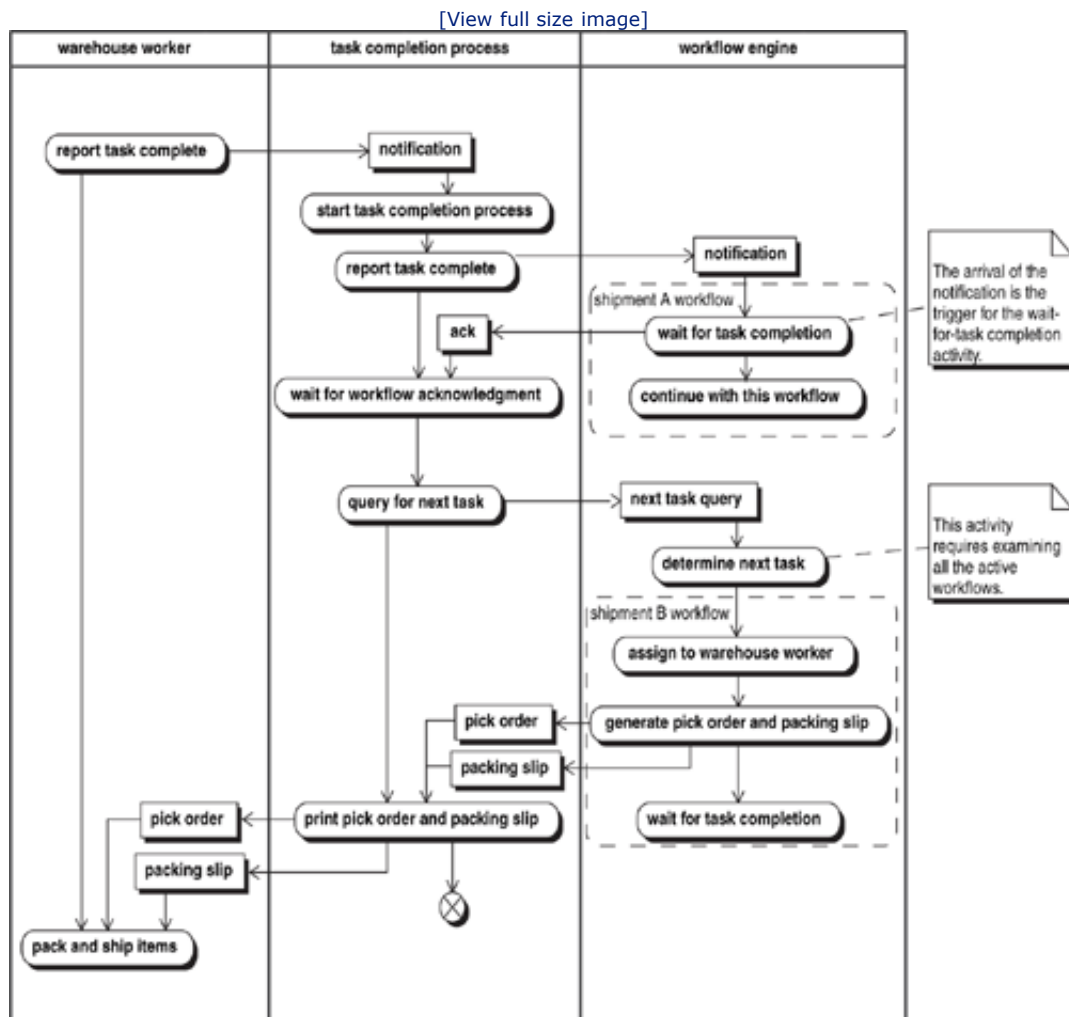 [View full size image]
warehouse worker
task completion process
workflow engine
report task complete
notification
start task completion process
report task complete
notification
The arrival of the
notification is the
trigger for the wait-
for-task completion
activity.
shipment A workflow
ack
wait for task completion
wait for workflow acknowledgment
continue with this workflow
query for next task
next task query
This activity
requires examining
all the active
workflows.
determine next task
shipment B workflow
assign to warehouse worker
pick order
generate pick order and packing slip
packing slip
pick order
print pick order and packing slip
wait for task completion
packing slip
pack and ship items